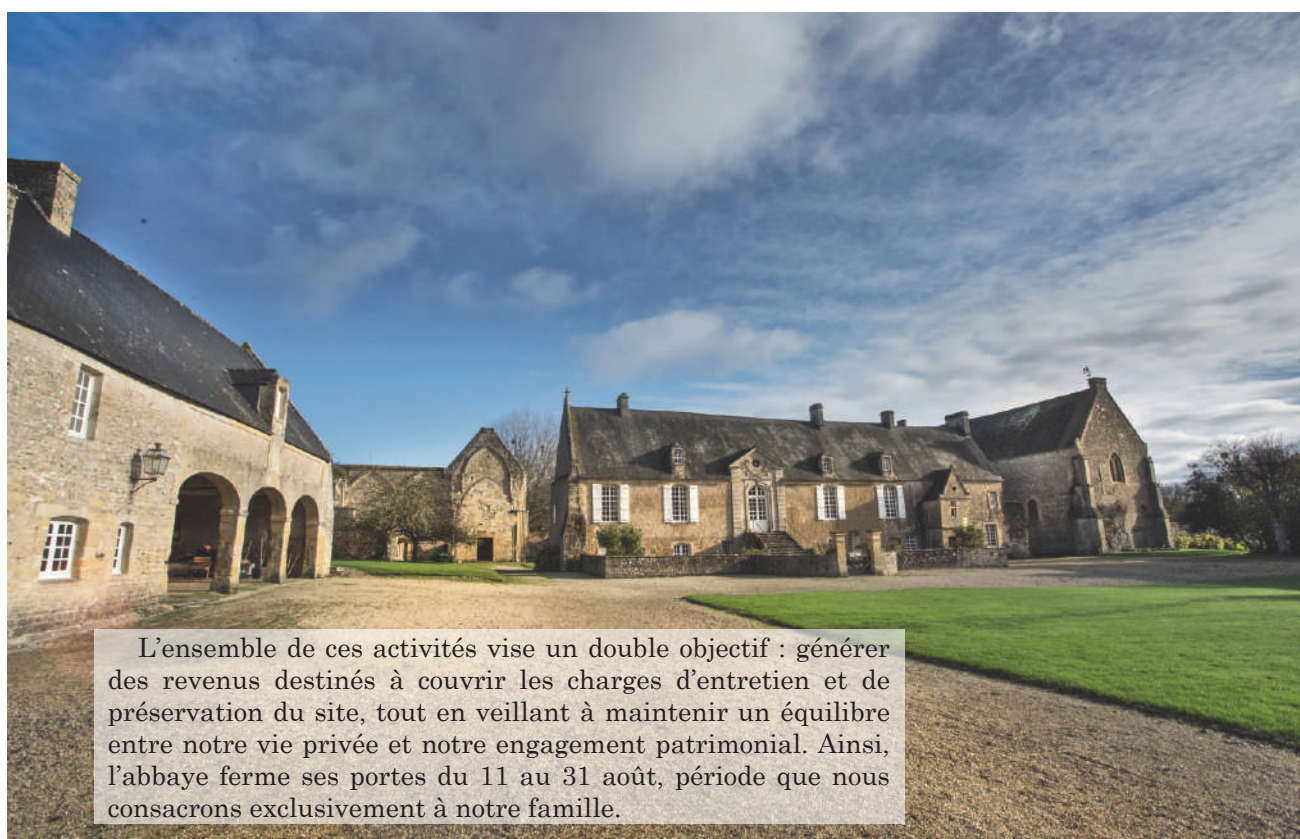 L’ensemble de ces activités vise un double objectif : générer
des revenus destinés à couvrir les charges d’entretien et de
préservation du site, tout en veillant à maintenir un équilibre
entre notre vie privée et notre engagement patrimonial. Ainsi,
l’abbaye ferme ses portes du 11 au 31 août, période que nous
consacrons exclusivement à notre famille.